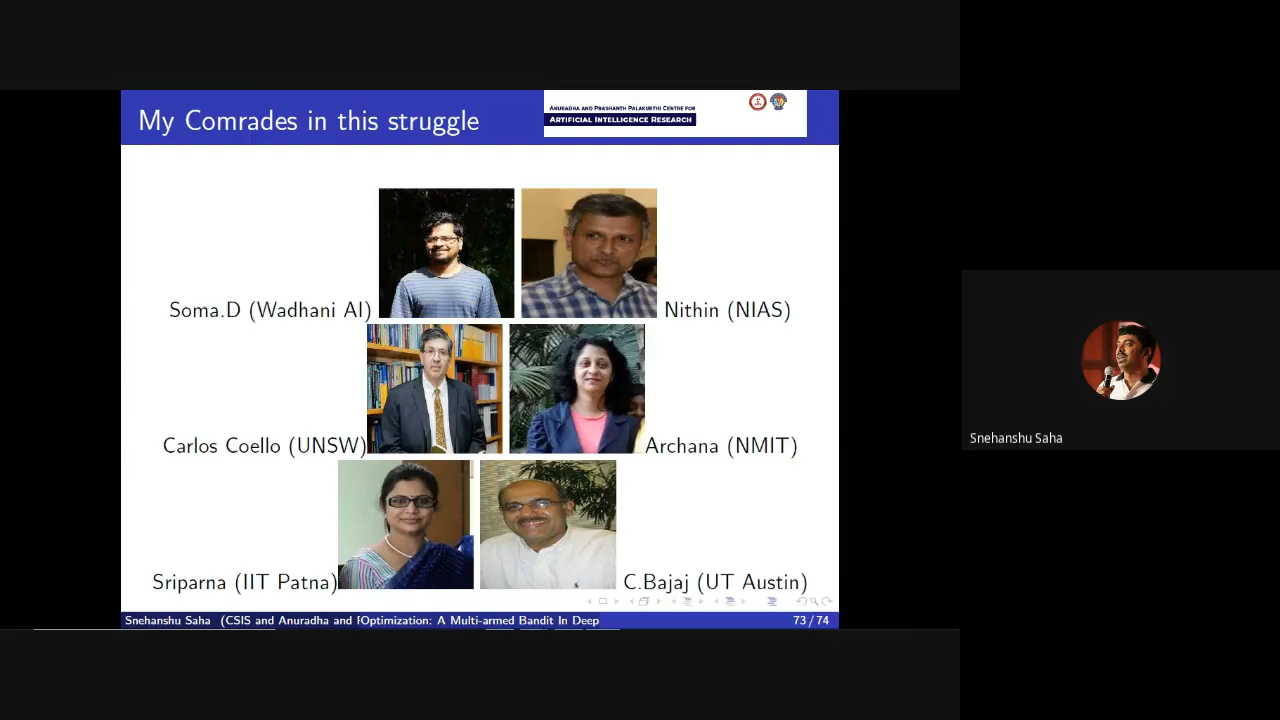 My Comrades in this struggle
ANURADHA AND PRASHANTH PALAKURTHI CENTRE FOR
ARTIFICIAL INTELLIGENCE RESEARCH
Soma.D (Wadhani AI)
Nithin (NIAS)
Carlos Coello (UNSW)
Archana (NMIT)
Sriparna (IIT Patna)
C.Bajaj (UT Austin)
Snehanshu Saha (CSIS and Anuradha and Optimization: A Multi-armed Bandit In Deep
73 / 74
Snehanshu Saha